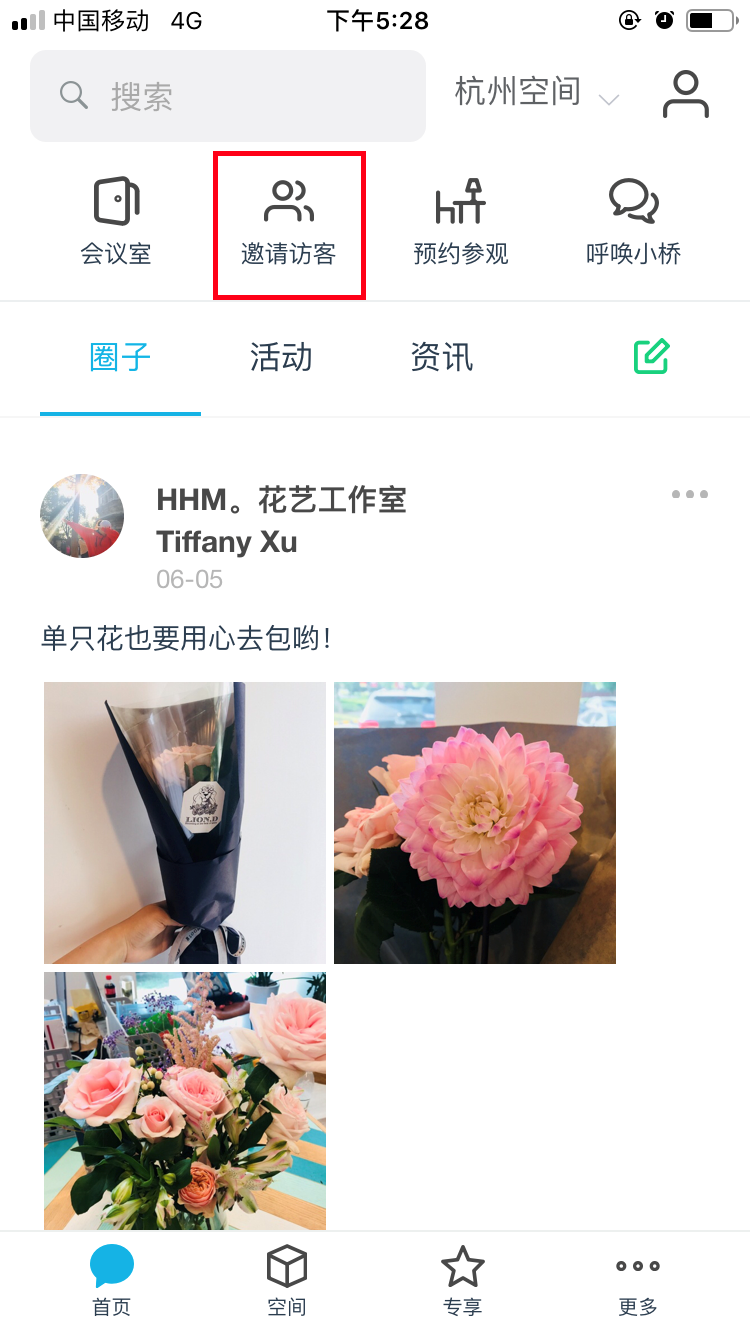 中国移动 4G 下午5:28
搜索 杭州空间
会议室 邀请访客 预约参观 呼唤小桥
圈子 活动 资讯
HHM。花艺工作室
Tiffany Xu
06-05
单只花也要用心去包哟！
LION.D
首页 空间 专享 更多